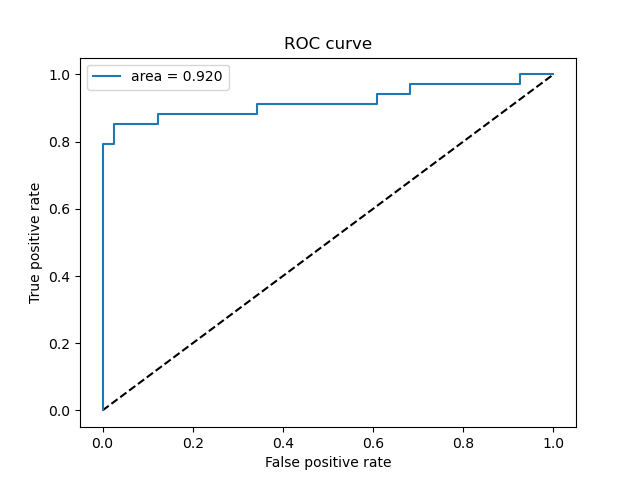 ROC curve
area = 0.920
1.0
0.8
0.6
0.4
0.2
0.0
True positive rate
0.0 0.2 0.4 0.6 0.8 1.0
False positive rate